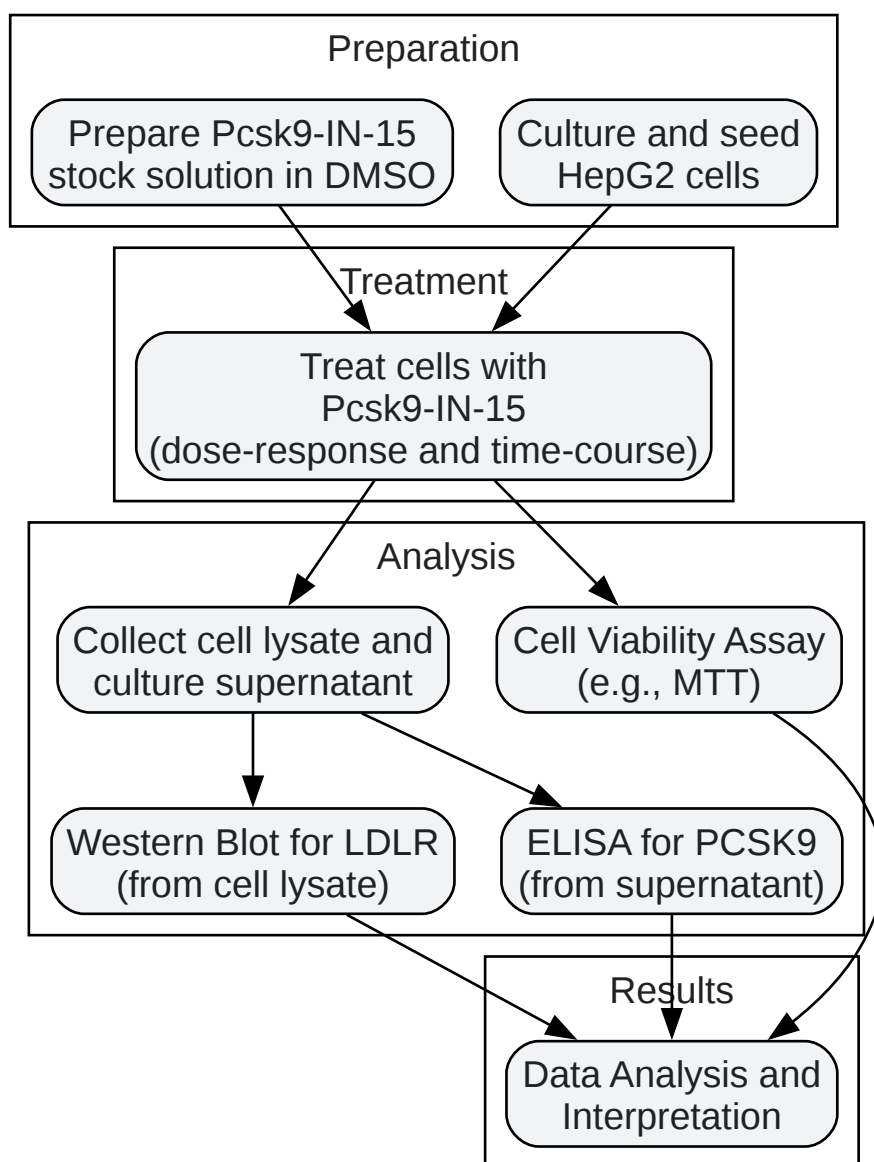 Preparation
Prepare Pcsk9-IN-15
stock solution in DMSO
Culture and seed
HepG2 cells
Treatment
Treat cells with
Pcsk9-IN-15
(dose-response and time-course)
Analysis
Collect cell lysate and
culture supernatant
Cell Viability Assay
(e.g., MTT)
Western Blot for LDLR
(from cell lysate)
ELISA for PCSK9
(from supernatant)
Results
Data Analysis and
Interpretation